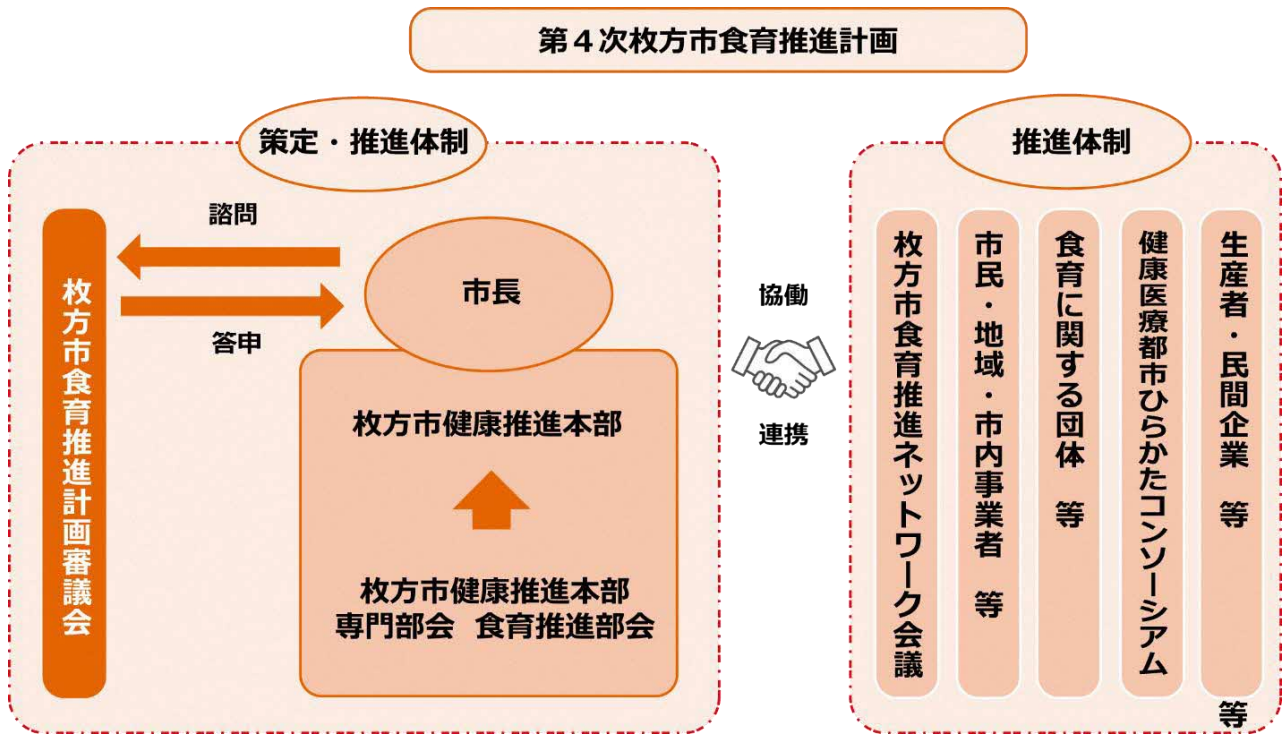 第４次枚方市食育推進計画
策定・推進体制
諮問
答申
枚方市食育推進計画審議会
市長
枚方市健康推進本部
枚方市健康推進本部
専門部会 食育推進部会
協働
連携
推進体制
枚方市食育推進ネットワーク会議
市民・地域・市内事業者 等
食育に関する団体 等
健康医療都市ひらかたコンソーシアム
生産者・民間企業 等
等